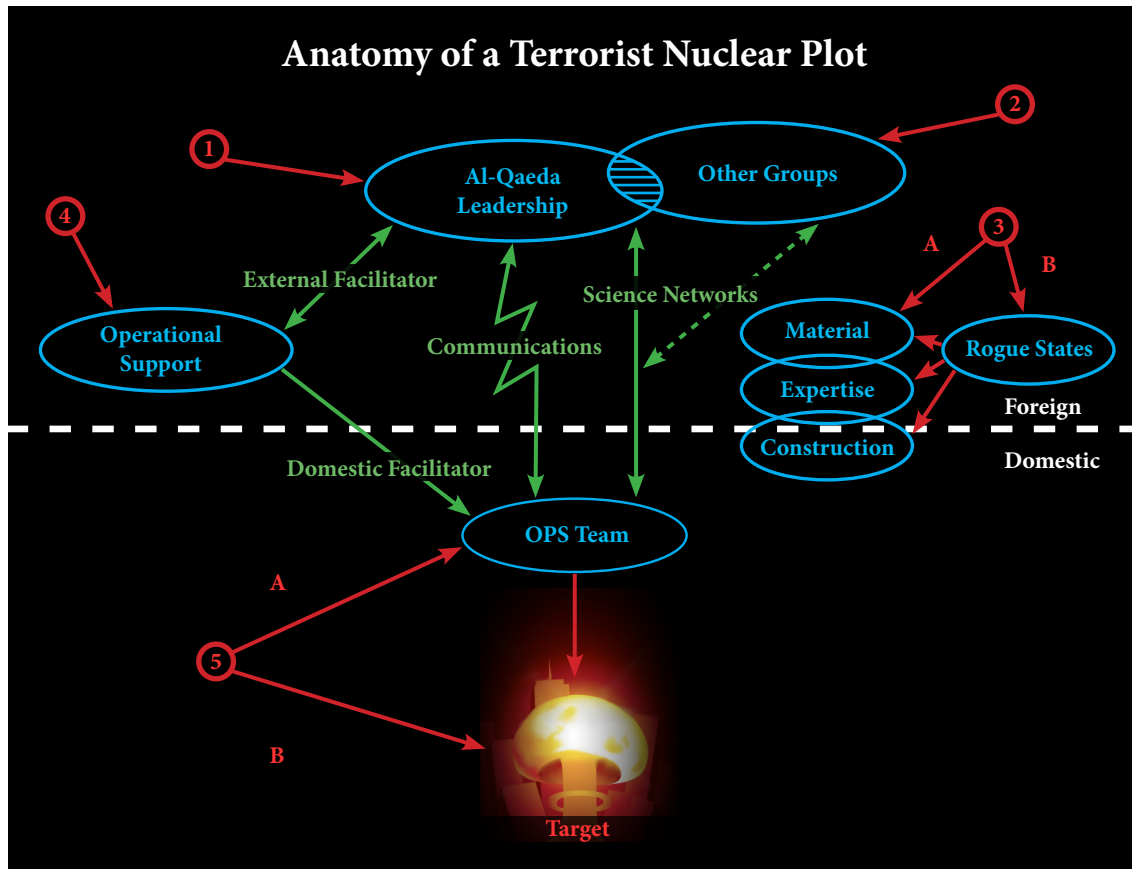 Anatomy of a Terrorist Nuclear Plot
1
2
Al-Qaeda
Leadership
Other Groups
4
3
A
B
External Facilitator
Science Networks
Operational
Support
Communications
Material
Rogue States
Expertise
Foreign
Construction
Domestic
Domestic Facilitator
OPS Team
A
5
B
Target